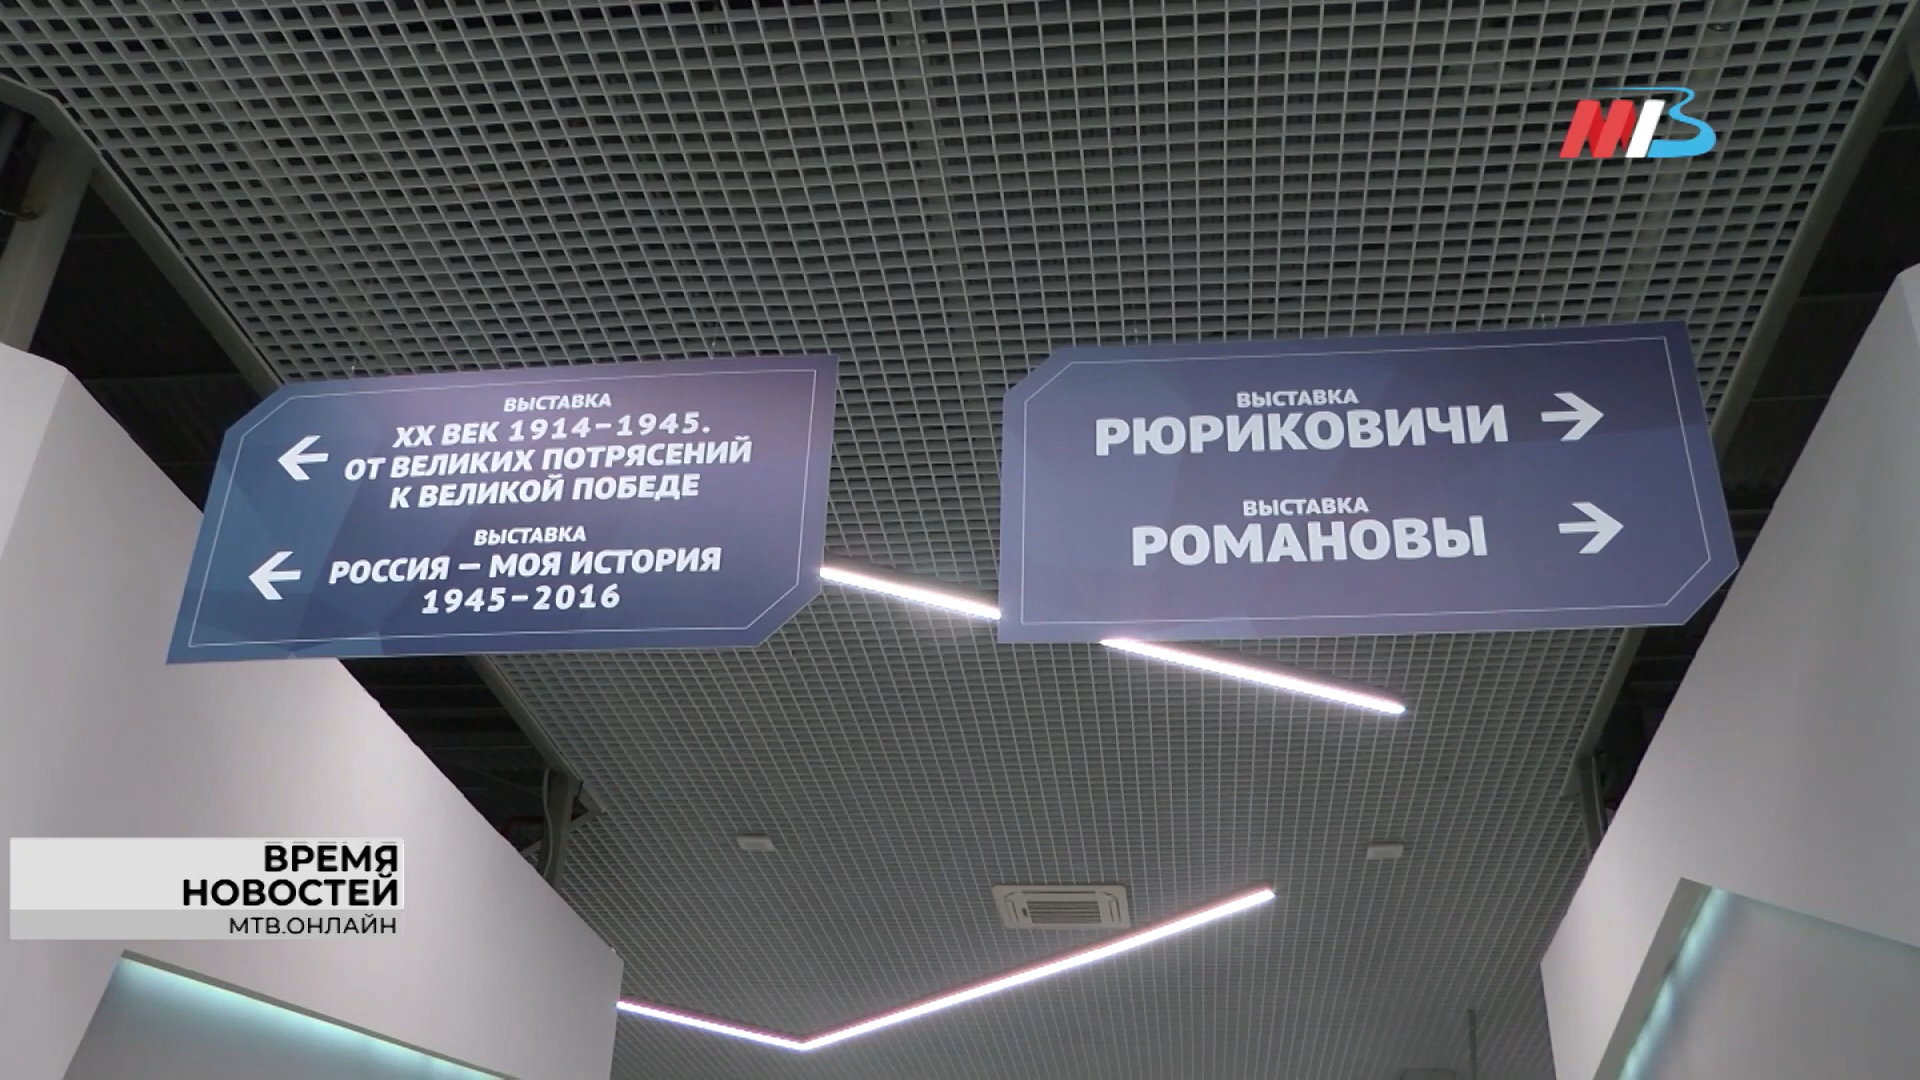 МТВ
ВЫСТАВКА
XX ВЕК 1914–1945.
ОТ ВЕЛИКИХ ПОТРЯСЕНИЙ
К ВЕЛИКОЙ ПОБЕДЕ
ВЫСТАВКА
РОССИЯ – МОЯ ИСТОРИЯ
1945–2016
ВЫСТАВКА
РЮРИКОВИЧИ
ВЫСТАВКА
РОМАНОВЫ
ВРЕМЯ
НОВОСТЕЙ
МТВ.ОНЛАЙН